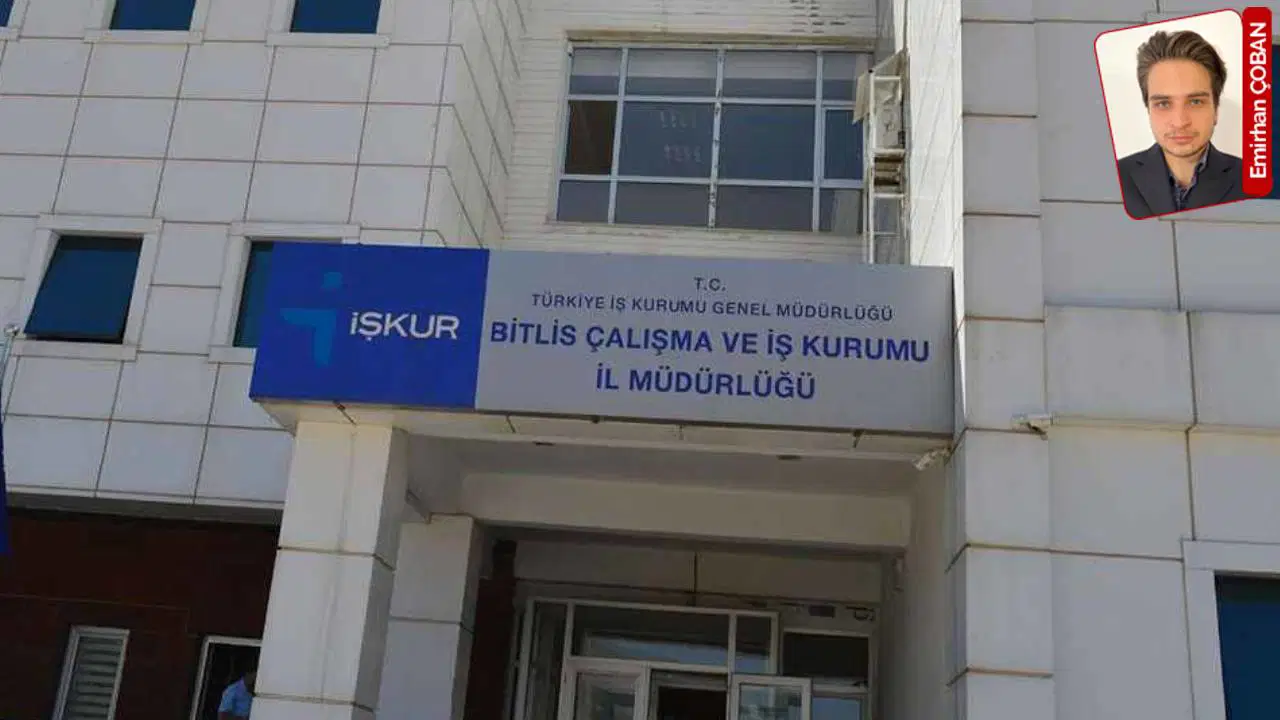 İŞKUR
T.C.
TÜRKİYE İŞ KURUMU GENEL MÜDÜRLÜĞÜ
BİTLİS ÇALIŞMA VE İŞ KURUMU
İL MÜDÜRLÜĞÜ
Emirhan ÇOBAN